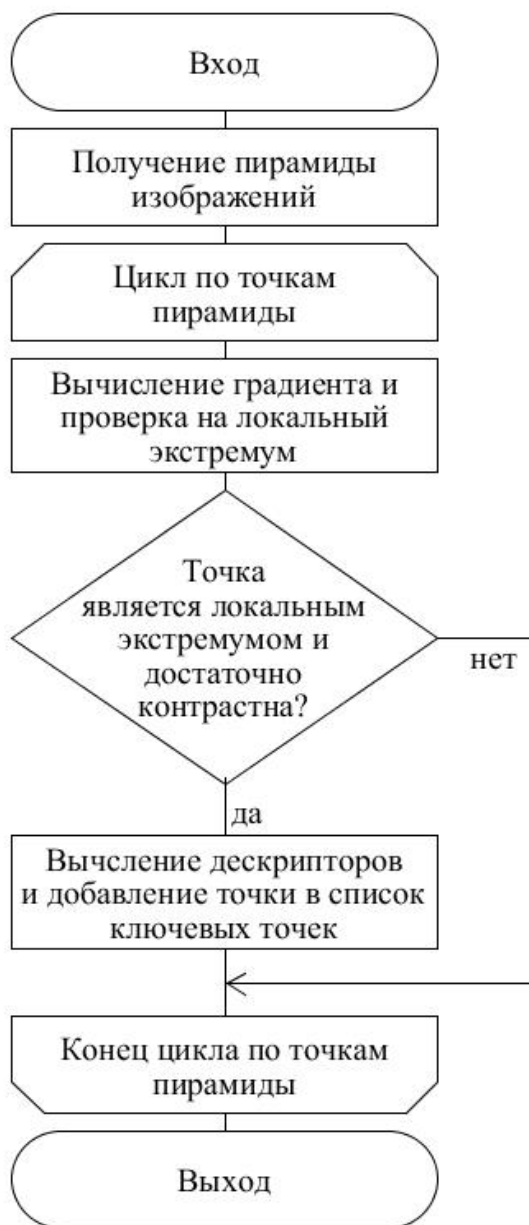 Вход
Получение пирамиды
изображений
Цикл по точкам
пирамиды
Вычисление градиента и
проверка на локальный
экстремум
Точка
является локальным
экстремумом и
достаточно
контрастна?
нет
да
Вычсление дескрипторов
и добавление точки в список
ключевых точек
Конец цикла по точкам
пирамиды
Выход